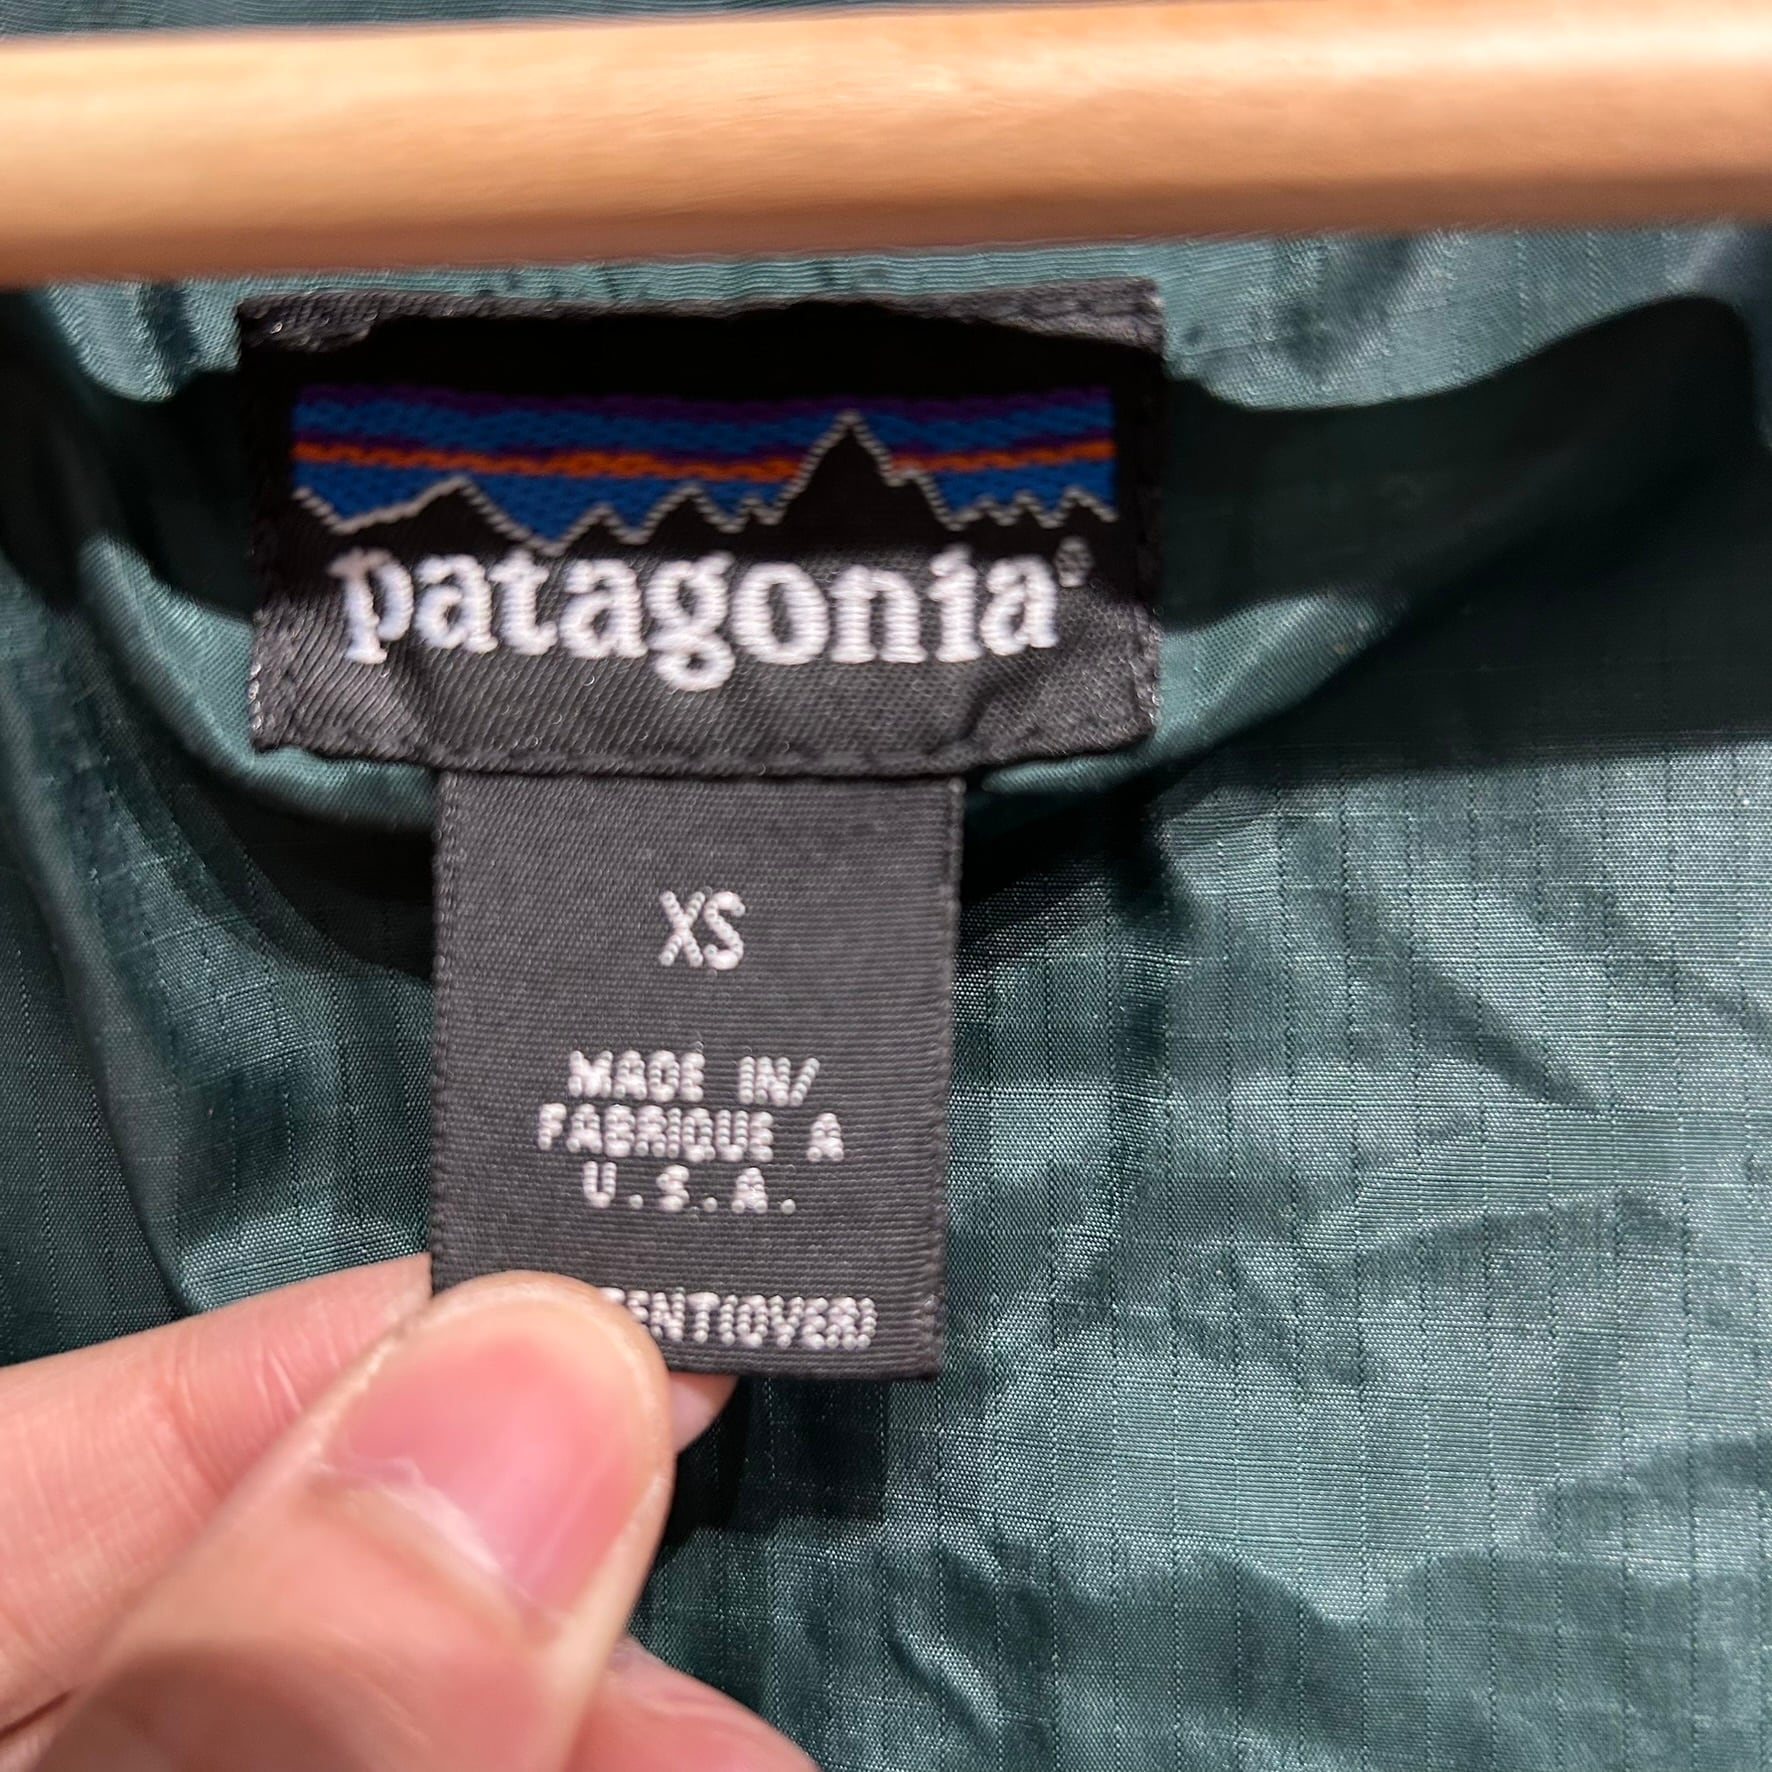 patagonia®
XS
MADE IN/
FABRIQUE A
U.S.A.